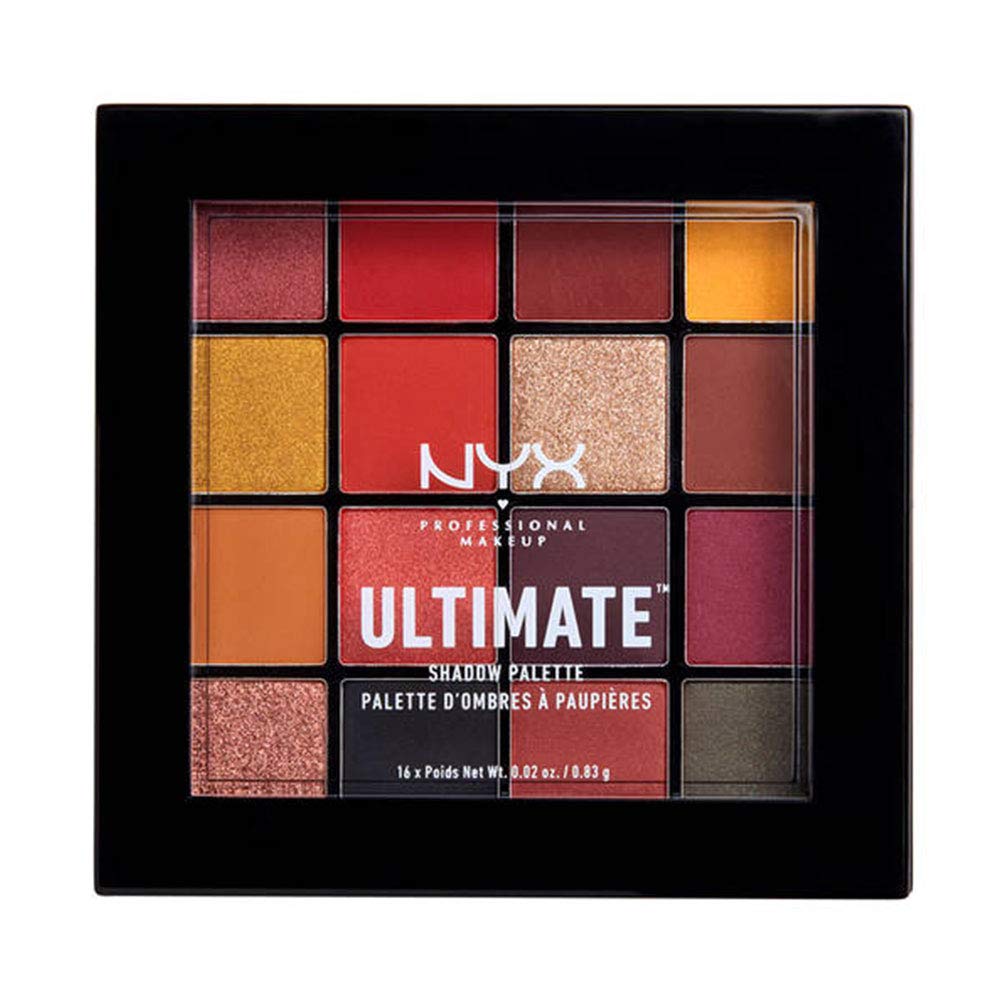 NYX
PROFESSIONAL
MAKEUP
ULTIMATE™
SHADOW PALETTE
PALETTE D'OMBRES À PAUPIÈRES
16 x Poids Net Wt. 0.02 oz. / 0.83 g